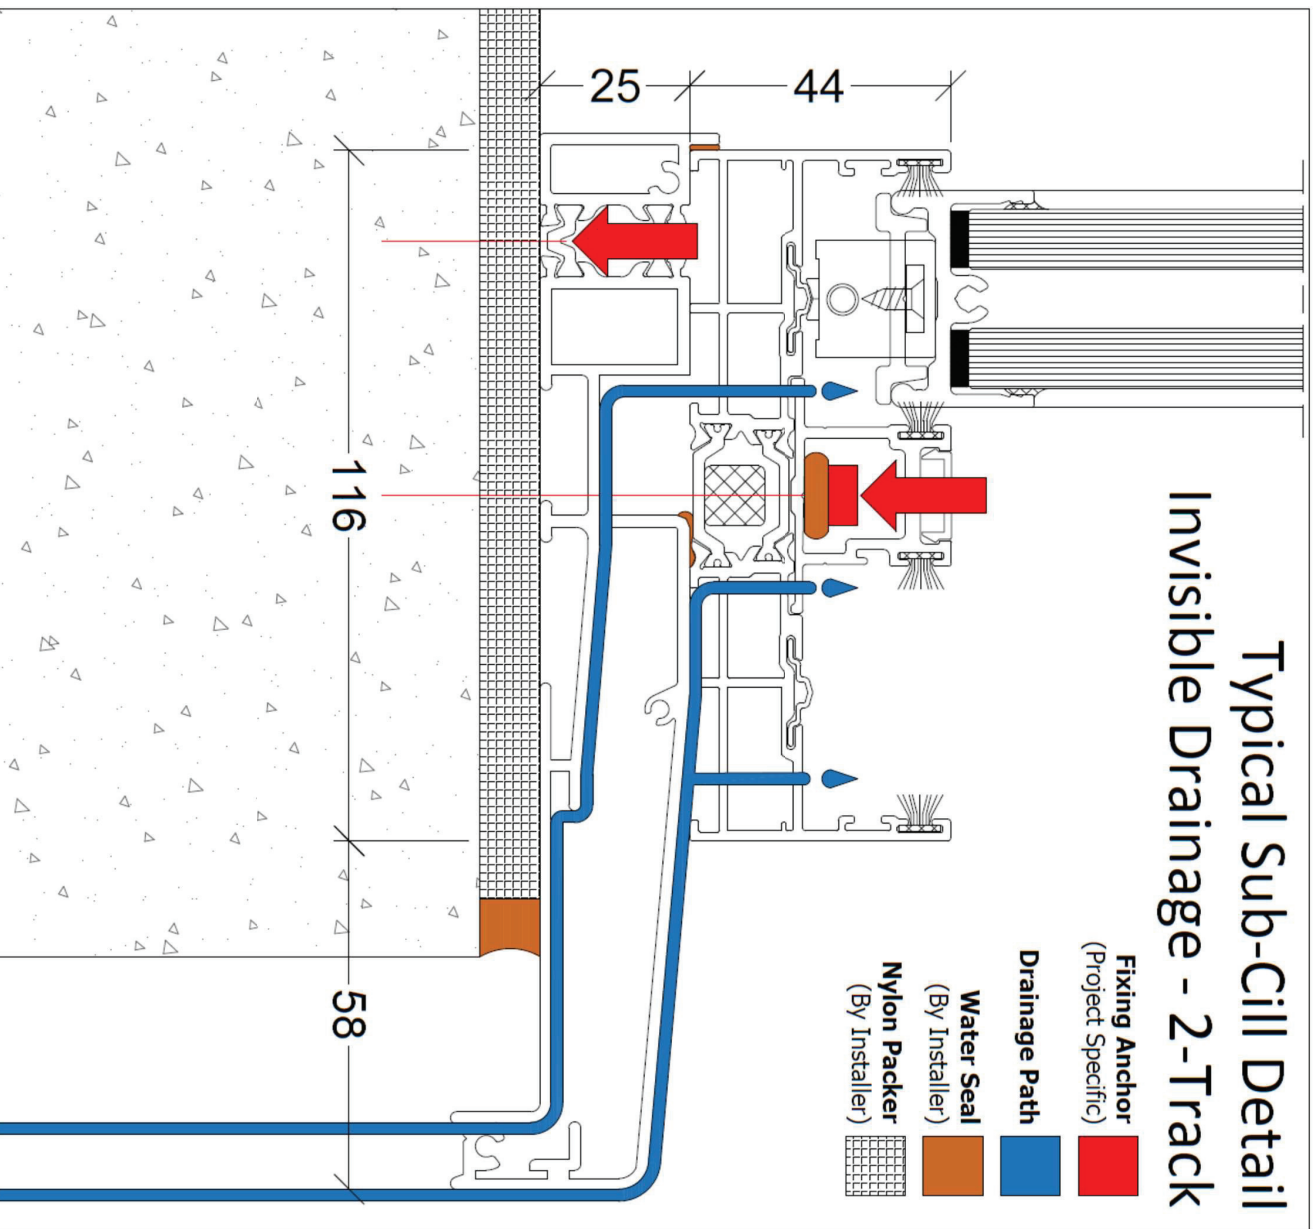 Typical Sub-Cill Detail
Invisible Drainage - 2-Track
Fixing Anchor
(Project Specific)
Drainage Path
Water Seal
(By Installer)
Nylon Packer
(By Installer)
44
25
116
58